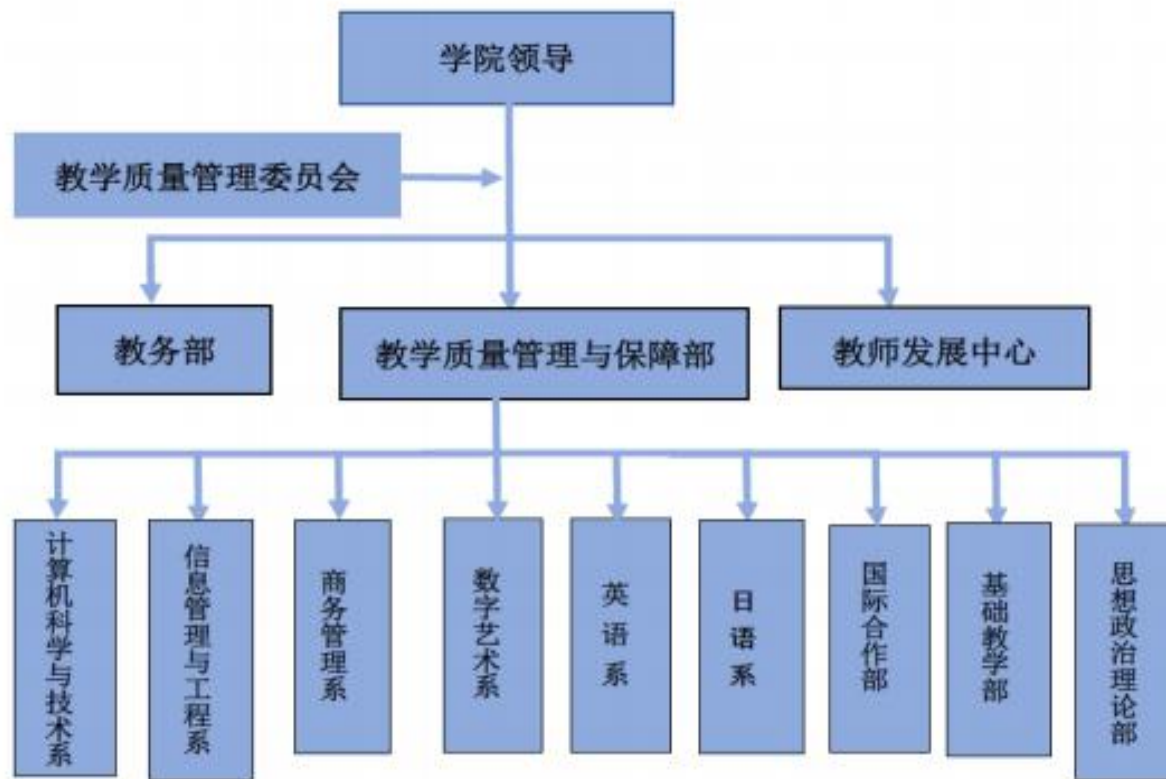 学院领导
教学质量管理委员会
教务部
教学质量管理与保障部
教师发展中心
计算机科学与技术系
信息管理与工程系
商务管理系
数字艺术系
英语系
日语系
国际合作部
基础教学部
思想政治理论部